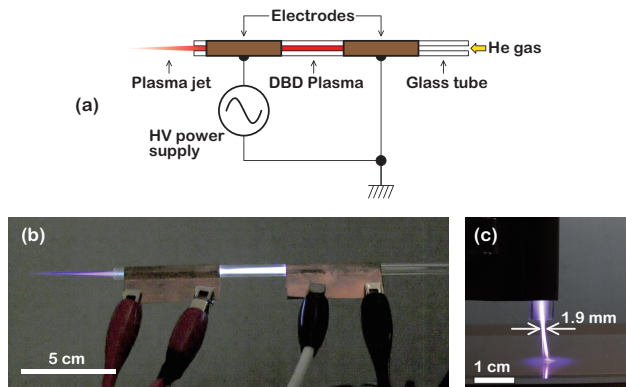 Electrodes
He gas
Plasma jet
DBD Plasma
Glass tube
(a)
HV power
supply
(b)
(c)
1.9 mm
5 cm
1 cm